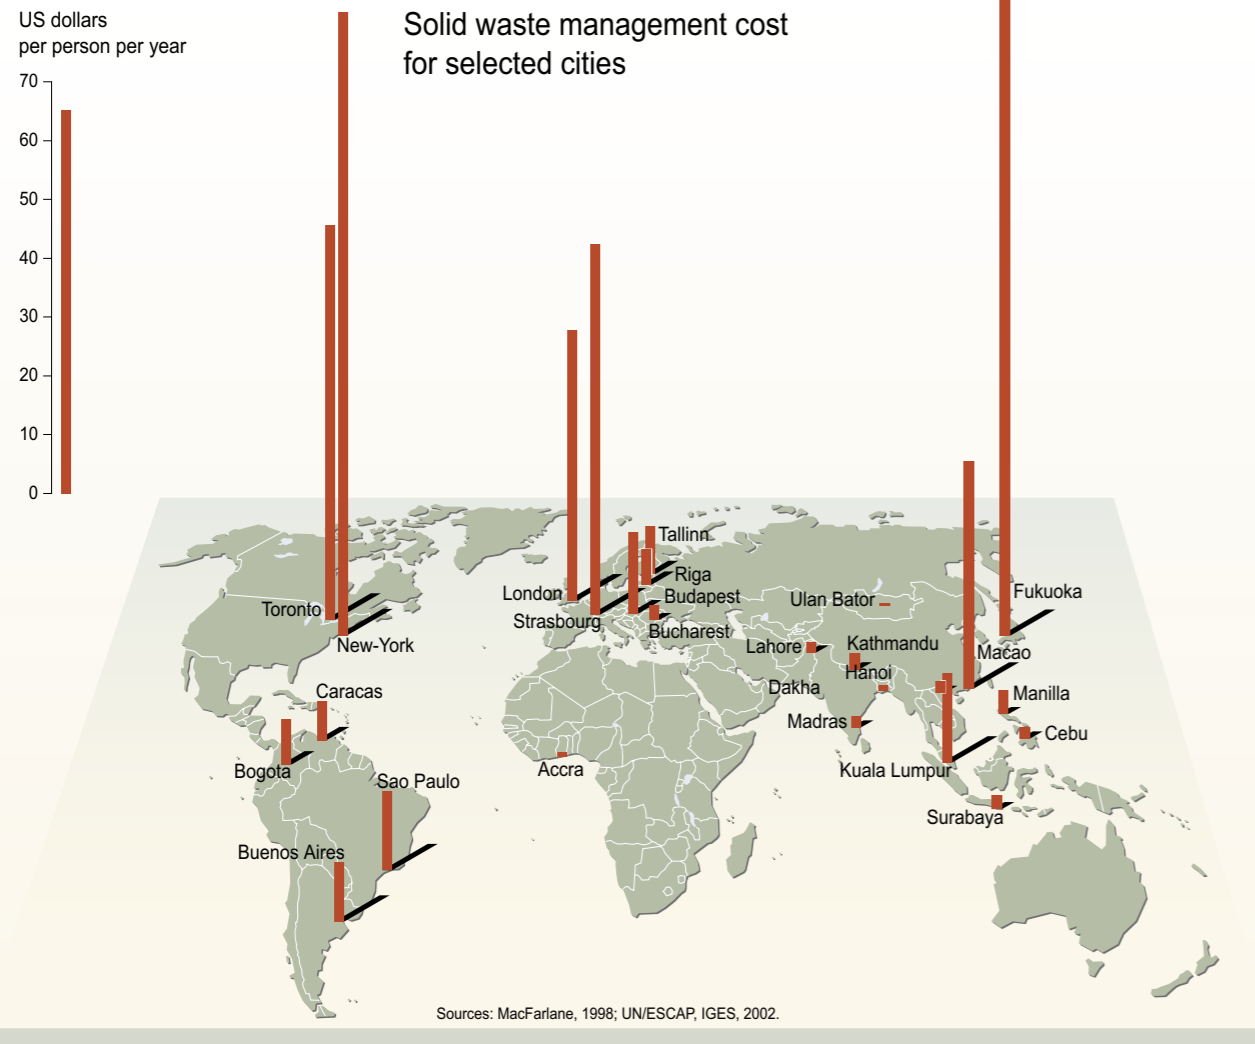 US dollars
per person per year
Solid waste management cost
for selected cities
70
60
50
40
30
20
10
0
Tallinn
Riga
London
Budapest
Strasbourg
Bucharest
Toronto
New-York
Ulan Bator
Fukuoka
Lahore
Kathmandu
Macao
Hanoi
Dakha
Manilla
Caracas
Madras
Cebu
Bogota
Accra
Kuala Lumpur
Sao Paulo
Surabaya
Buenos Aires
Sources: MacFarlane, 1998; UN/ESCAP, IGES, 2002.